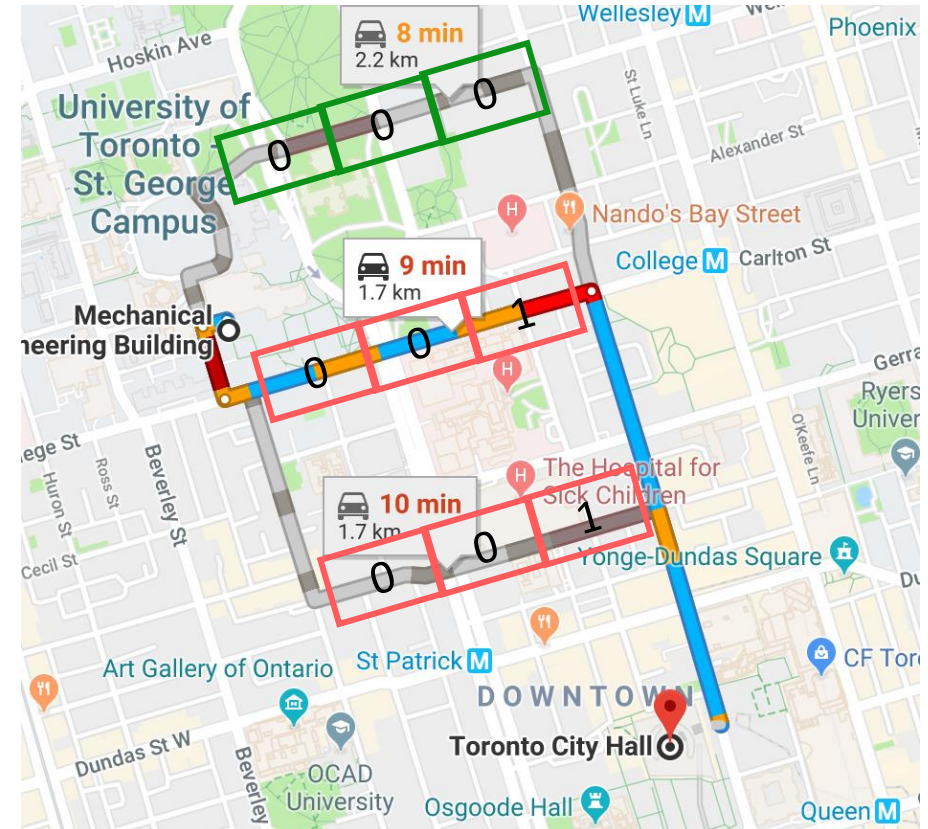 Wellesley M
8 min
2.2 km
Phoenix
Hoskin Ave
St Luke Ln
University of
Toronto -
St. George
Campus
Alexander St
0
0
0
H
Nando's Bay Street
College M
Carlton St
9 min
1.7 km
Mechanical
neering Building
0
0
1
H
Gerra
Ryers
Univer
ege St
Huron St
Ross St
Beverley St
O'Keefe Ln
H
The Hospital for
Sick Children
10 min
1.7 km
0
0
1
Yonge-Dundas Square
Cecil St
Du
St Patrick M
CF Toro
Art Gallery of Ontario
DOWNTOWN
Toronto City Hall
Dundas St W
Beverley
OCAD
University
Osgoode Hall
Queen M